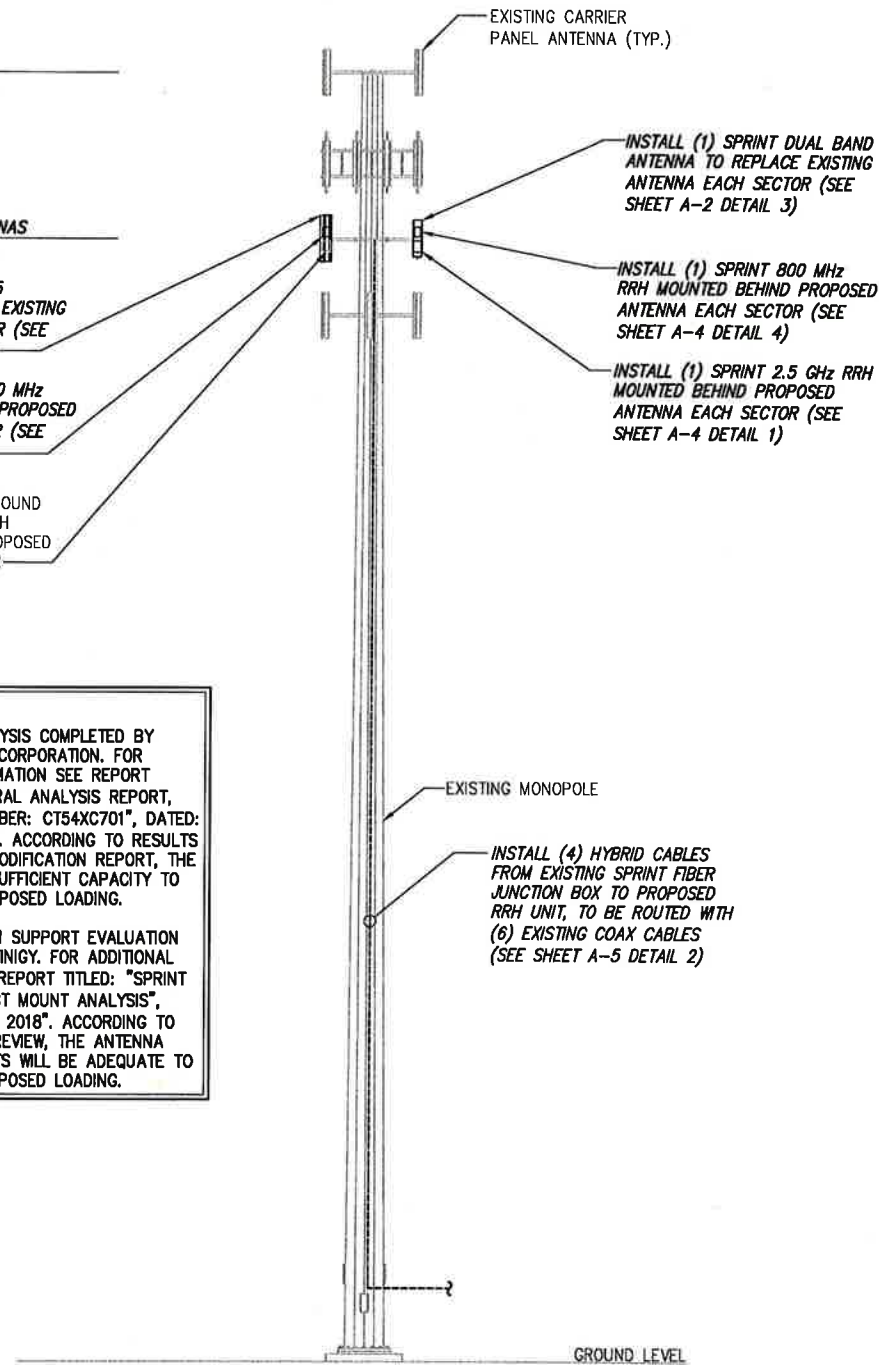 EXISTING CARRIER
PANEL ANTENNA (TYP.)
INSTALL (1) SPRINT DUAL BAND
ANTENNA TO REPLACE EXISTING
ANTENNA EACH SECTOR (SEE
SHEET A-2 DETAIL 3)
INSTALL (1) SPRINT 800 MHz
RRH MOUNTED BEHIND PROPOSED
ANTENNA EACH SECTOR (SEE
SHEET A-4 DETAIL 4)
INSTALL (1) SPRINT 2.5 GHz RRH
MOUNTED BEHIND PROPOSED
ANTENNA EACH SECTOR (SEE
SHEET A-4 DETAIL 1)
EXISTING
(SEE
MHz
PROPOSED
(SEE
OUND
OPOSED
YSIS COMPLETED BY
CORPORATION. FOR
MATION SEE REPORT
RAL ANALYSIS REPORT,
BER: CT54XC701", DATED:
. ACCORDING TO RESULTS
ODIFICATION REPORT, THE
UFFICIENT CAPACITY TO
POSED LOADING.
SUPPORT EVALUATION
INIGY. FOR ADDITIONAL
REPORT TITLED: "SPRINT
MOUNT ANALYSIS",
2018". ACCORDING TO
REVIEW, THE ANTENNA
TS WILL BE ADEQUATE TO
POSED LOADING.
EXISTING MONOPOLE
INSTALL (4) HYBRID CABLES
FROM EXISTING SPRINT FIBER
JUNCTION BOX TO PROPOSED
RRH UNIT, TO BE ROUTED WITH
(6) EXISTING COAX CABLES
(SEE SHEET A-5 DETAIL 2)
GROUND LEVEL